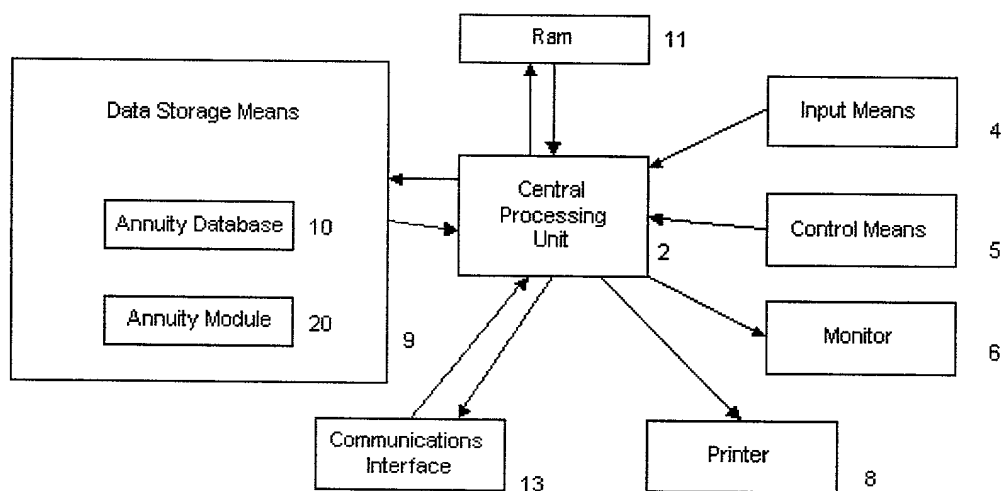 Ram
11
Data Storage Means
Input Means
4
Central
Processing
Unit
2
Annuity Database
10
Control Means
5
Annuity Module
20
9
Monitor
6
Communications
Interface
13
Printer
8